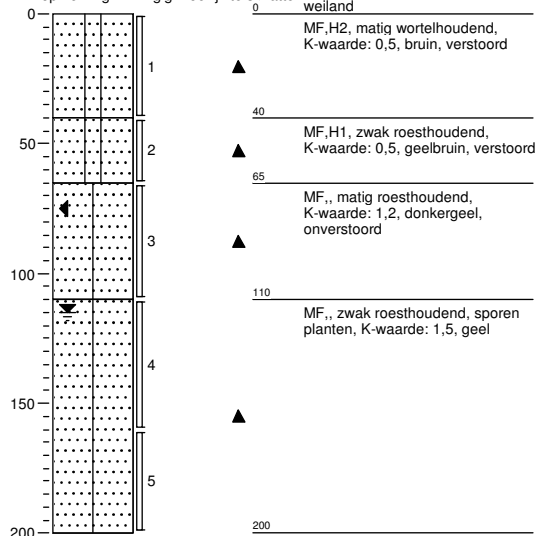 0
weiland
MF,H2, matig wortelhoudend,
K-waarde: 0,5, bruin, verstoord
1
40
MF,H1, zwak roesthoudend,
K-waarde: 0,5, geelbruin, verstoord
50
2
65
MF,, matig roesthoudend,
K-waarde: 1,2, donkergeel,
onverstoord
3
100
110
MF,, zwak roesthoudend, sporen
planten, K-waarde: 1,5, geel
4
150
5
200
200
0